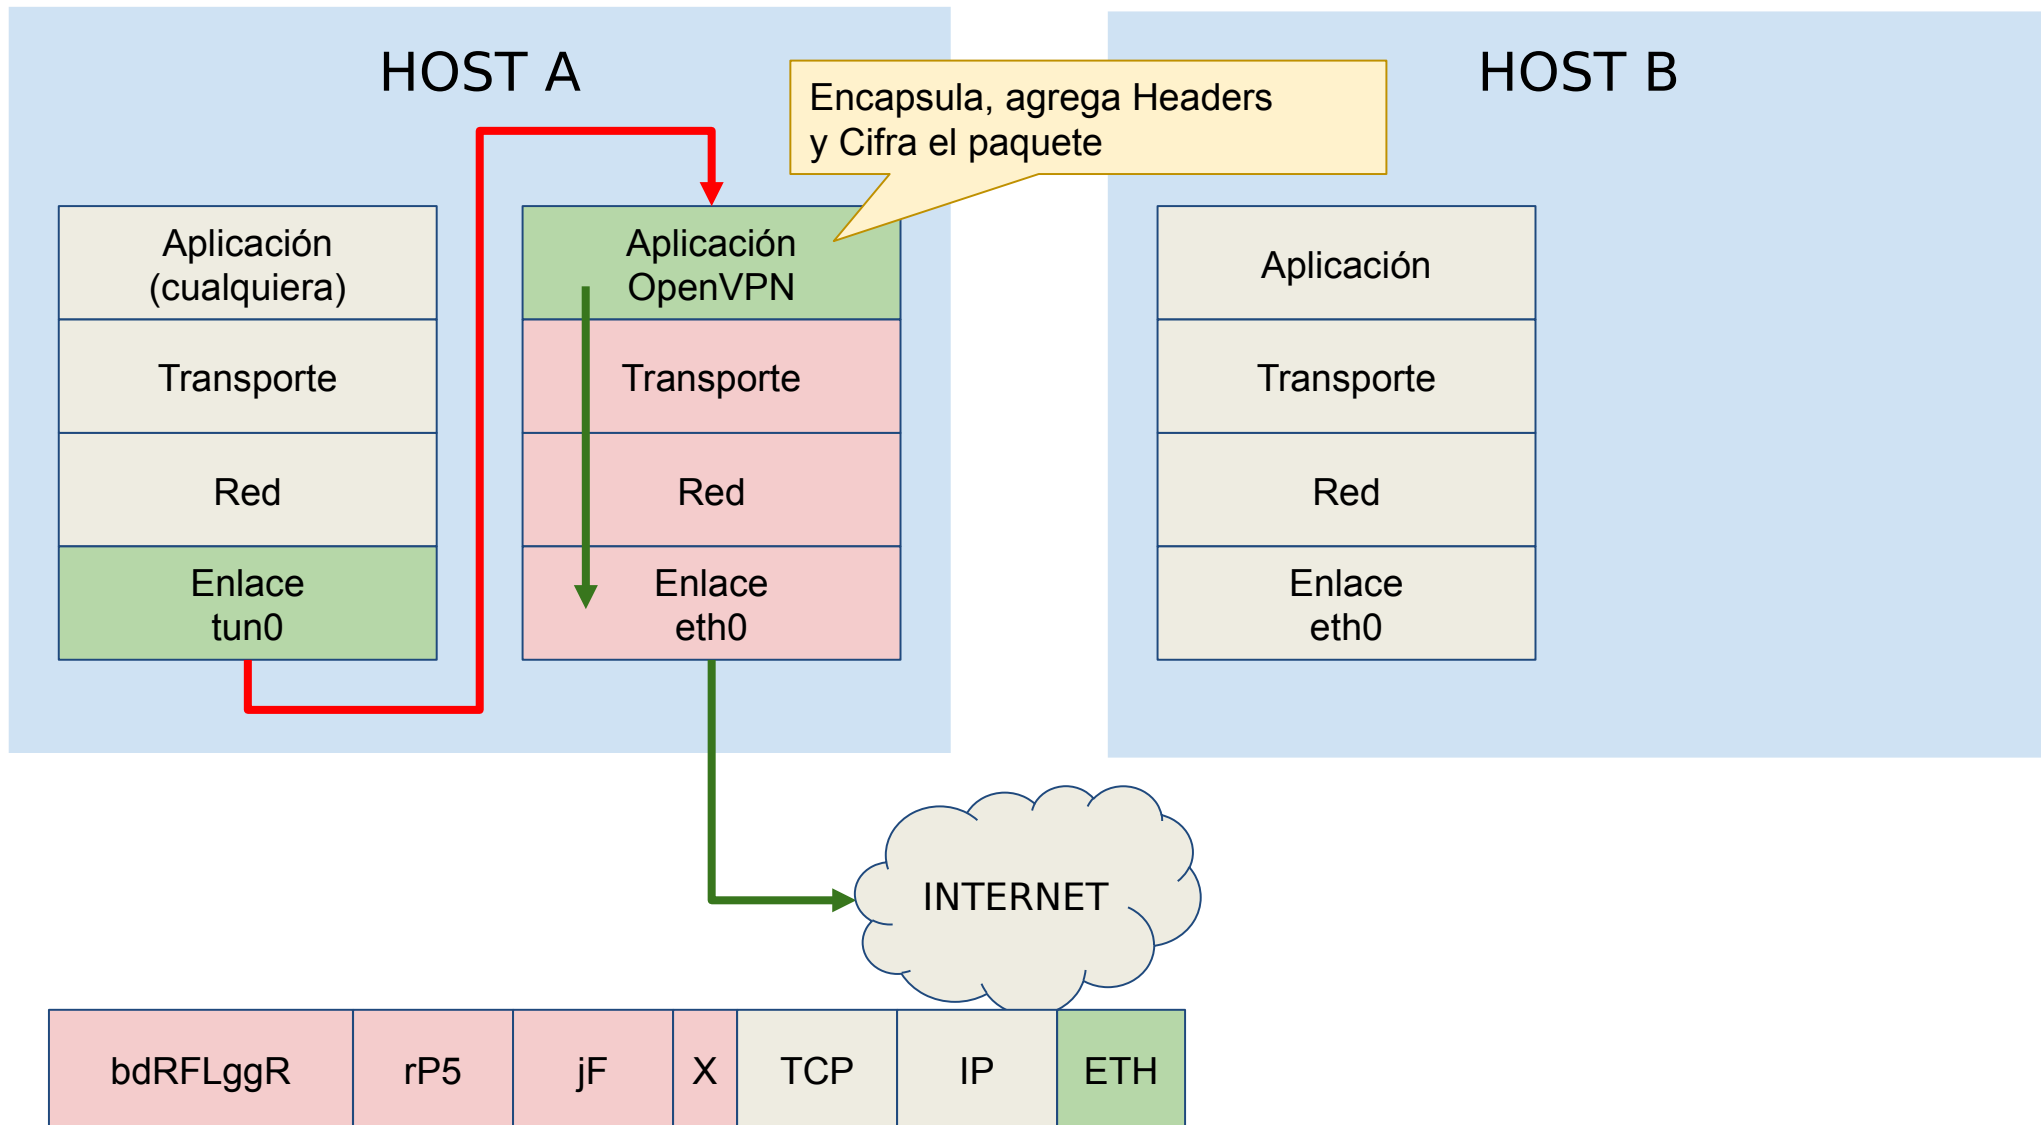 HOST A
HOST B
Encapsula, agrega Headers
y Cifra el paquete
Aplicación
(cualquiera)
Transporte
Red
Enlace
tun0
Aplicación
OpenVPN
Transporte
Red
Enlace
eth0
Aplicación
Transporte
Red
Enlace
eth0
INTERNET
bdRFLggR
rP5
jF
X
TCP
IP
ETH